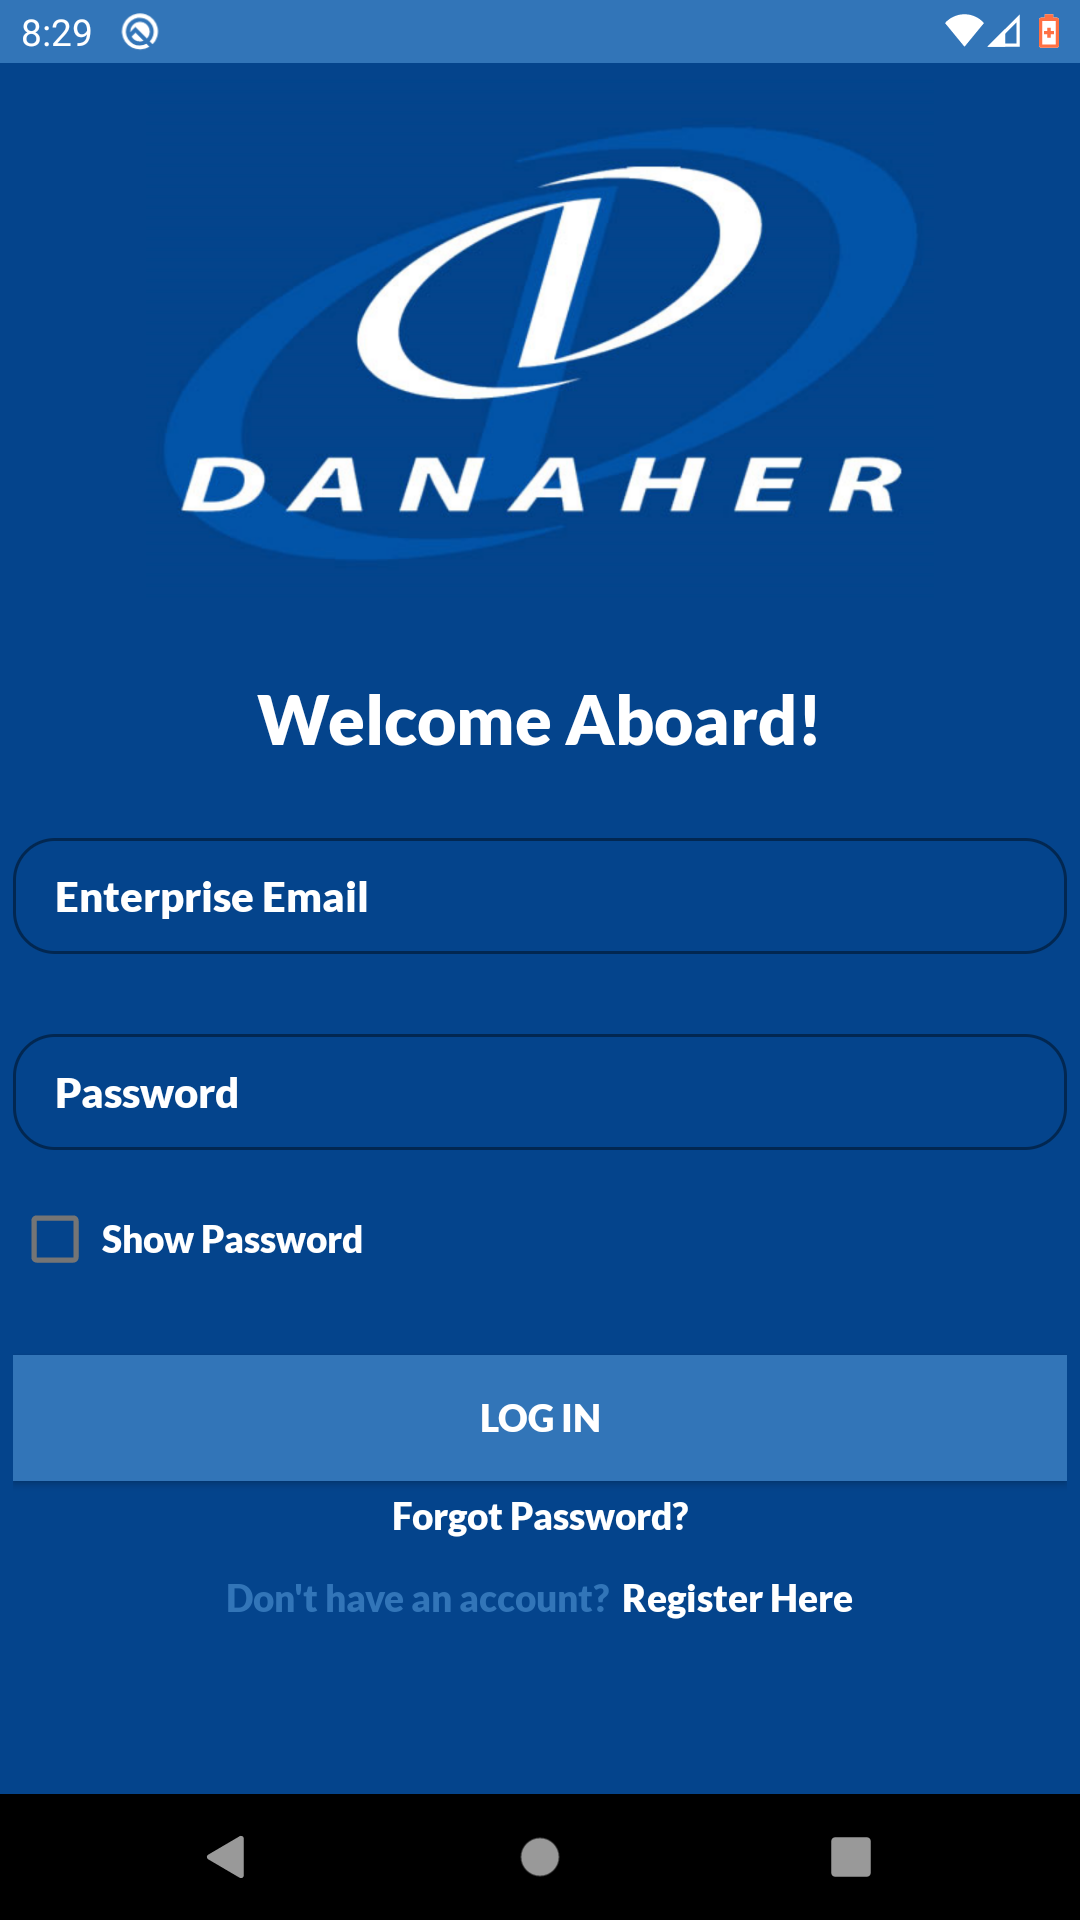 8:29
DANAHER
Welcome Aboard!
Enterprise Email
Password
Show Password
LOG IN
Forgot Password?
Don't have an account? Register Here